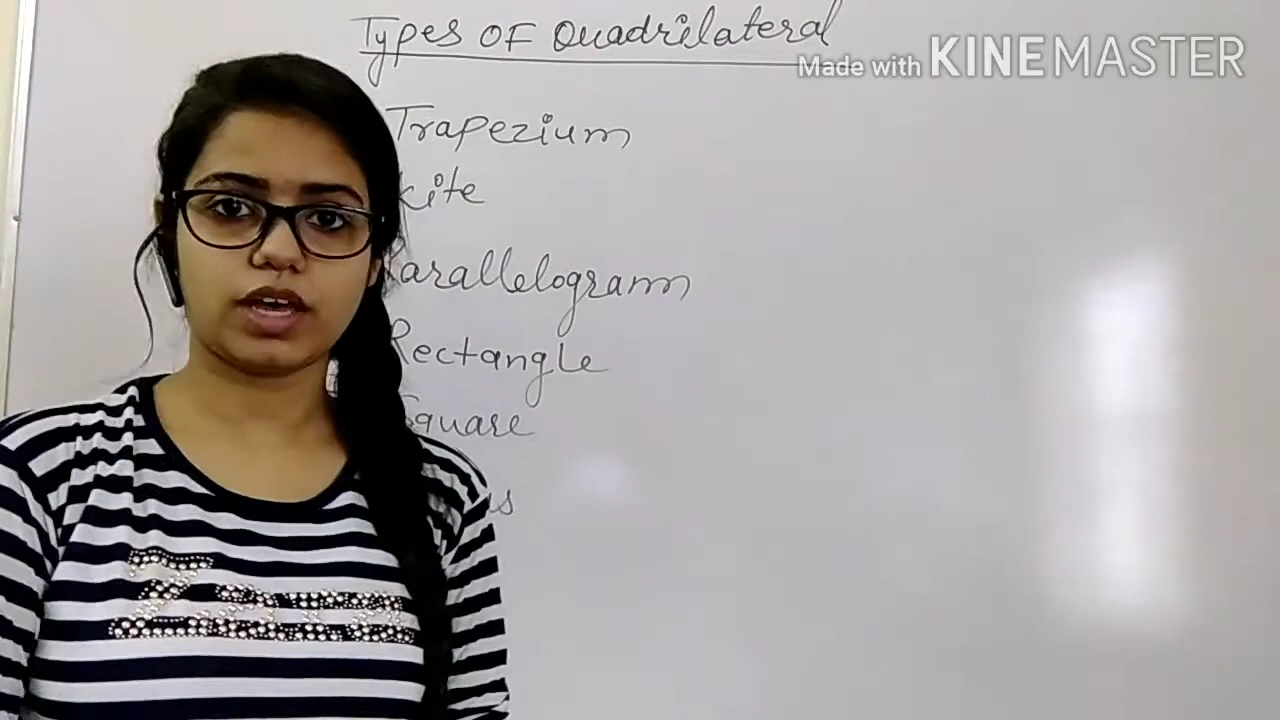 Types OF Quadrilateral
Made with KINEMASTER
Trapezium
kite
Parallelogram
Rectangle
Square